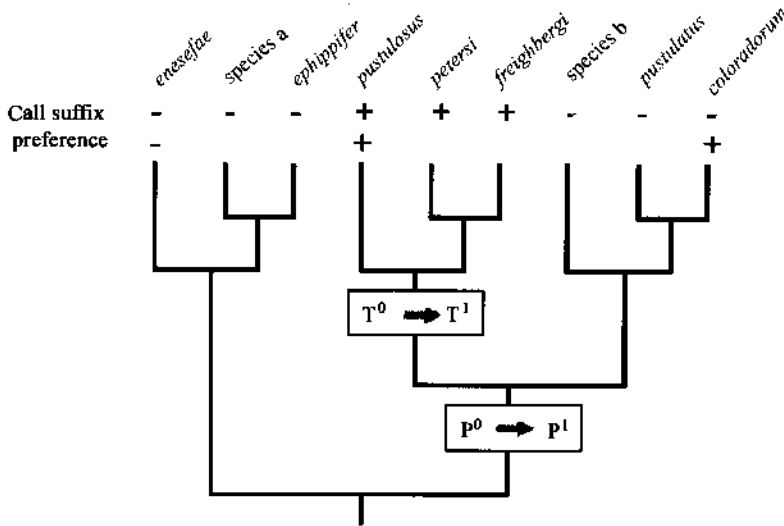 enesefae species a ephippifer pustulosus petersi freighbergi species b pustulatus coloradorum
Call suffix - - - + + + - - -
preference - + +
T⁰ T¹
P⁰ P¹